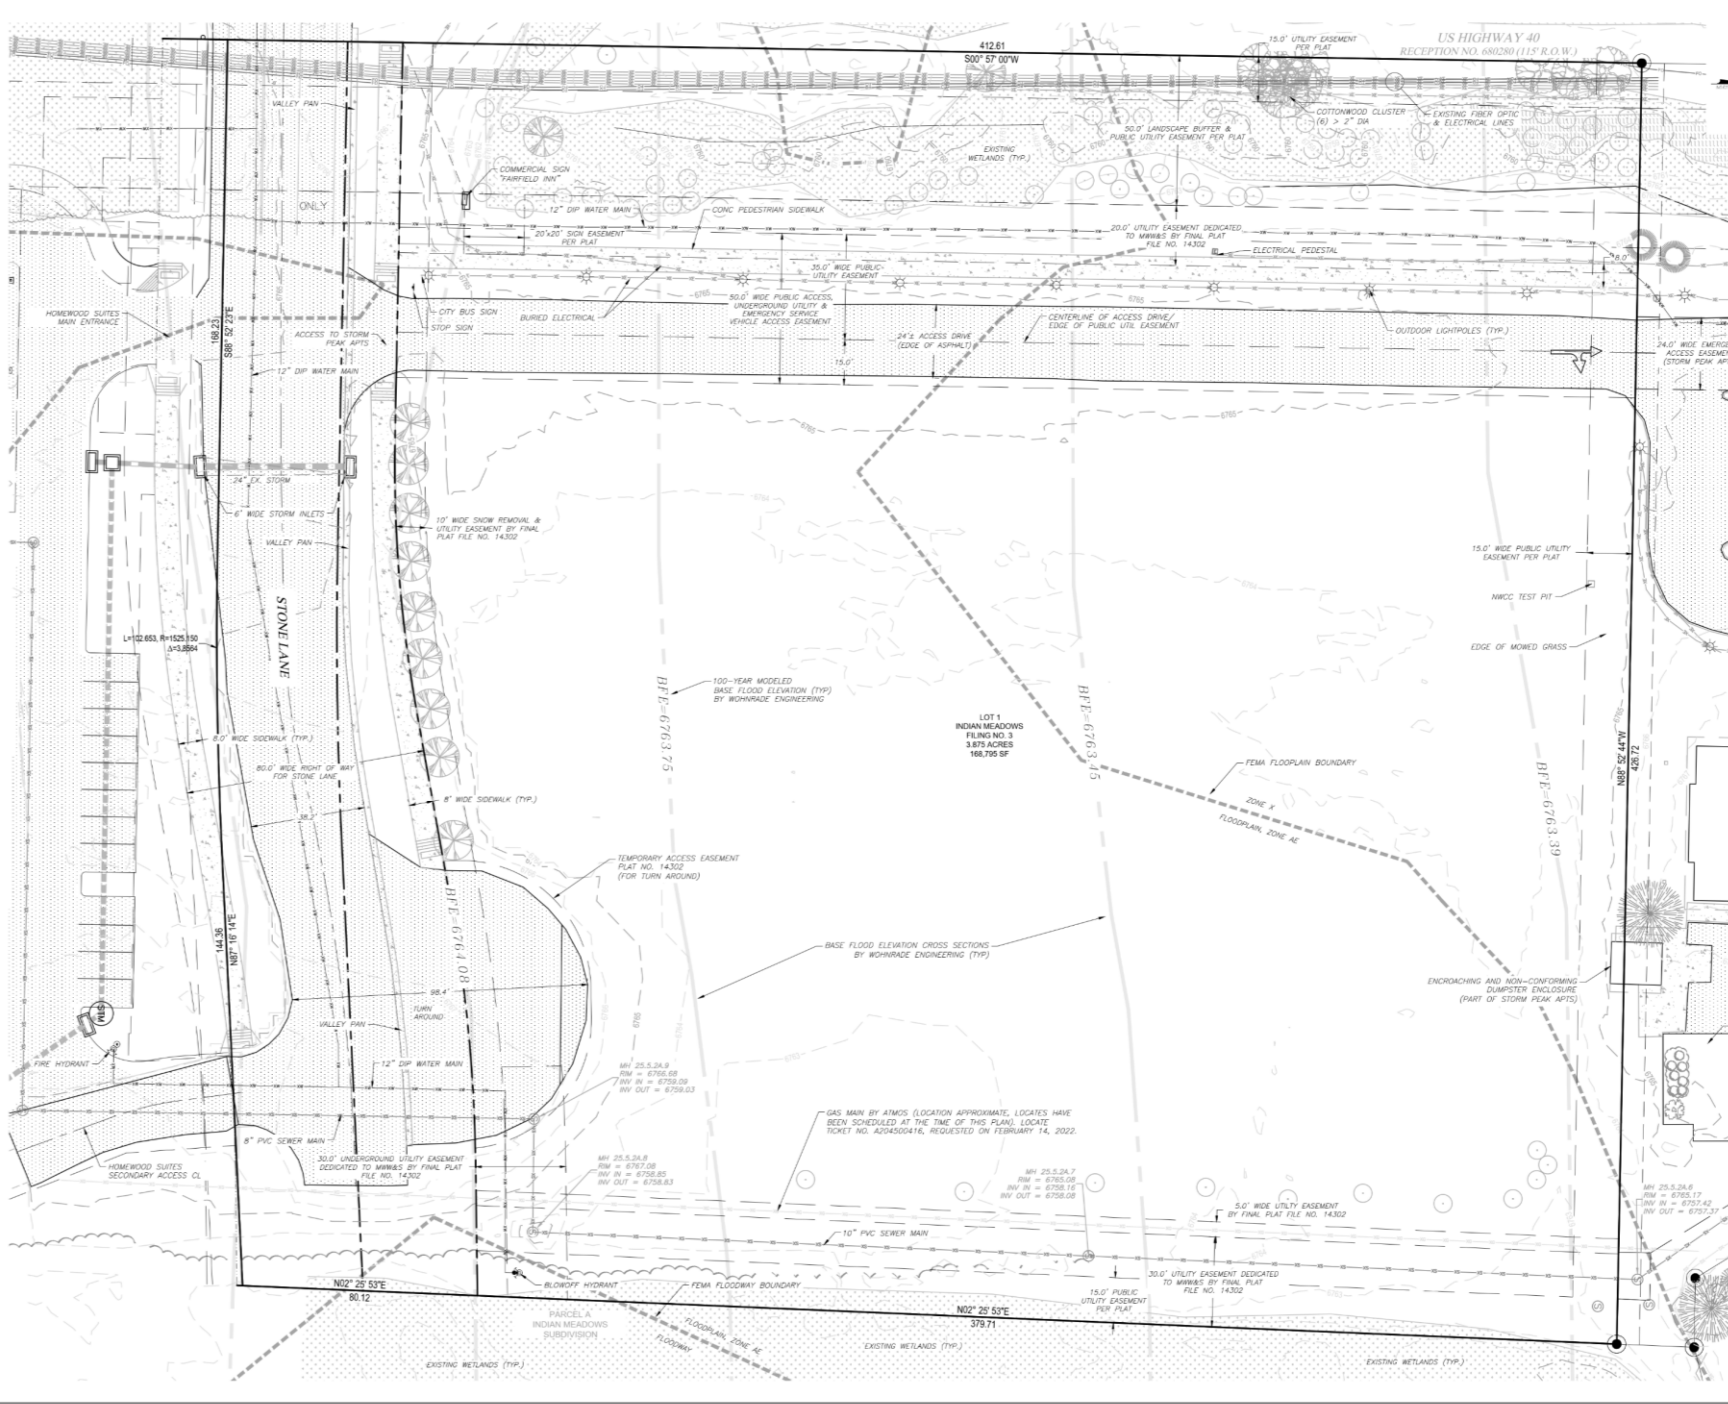 412.61
S00° 57' 00"W
15.0' UTILITY EASEMENT
PER PLAT
US HIGHWAY 40
RECEPTION NO. 680280 (115' R.O.W.)
VALLEY PAN
COTTONWOOD CLUSTER
(6) > 2" DIA
EXISTING FIBER OPTIC
& ELECTRICAL LINES
50.0' LANDSCAPE BUFFER &
PUBLIC UTILITY EASEMENT PER PLAT
EXISTING
WETLANDS (TYP.)
COMMERCIAL SIGN
"FAIRFIELD INN"
ONLY
12" DIP WATER MAIN
CONC PEDESTRIAN SIDEWALK
20'x20' SIGN EASEMENT
PER PLAT
20.0' UTILITY EASEMENT DEDICATED
TO MWW&S BY FINAL PLAT
FILE NO. 14302
ELECTRICAL PEDESTAL
8.0'
35.0' WIDE PUBLIC
UTILITY EASEMENT
50.0' WIDE PUBLIC ACCESS,
UNDERGROUND UTILITY &
EMERGENCY SERVICE
VEHICLE ACCESS EASEMENT
6765
6765
HOMEWOOD SUITES
MAIN ENTRANCE
CITY BUS SIGN
STOP SIGN
BURIED ELECTRICAL
CENTERLINE OF ACCESS DRIVE/
EDGE OF PUBLIC UTIL EASEMENT
OUTDOOR LIGHTPOLES (TYP.)
168.23
S88° 52' 23"E
ACCESS TO STORM
PEAK APTS
24'± ACCESS DRIVE
(EDGE OF ASPHALT)
15.0'
24.0' WIDE EMERGE
ACCESS EASEMEN
(STORM PEAK AP
12" DIP WATER MAIN
6765
6765
24" EX. STORM
6' WIDE STORM INLETS
10' WIDE SNOW REMOVAL &
UTILITY EASEMENT BY FINAL
PLAT FILE NO. 14302
VALLEY PAN
15.0' WIDE PUBLIC UTILITY
EASEMENT PER PLAT
NWCC TEST PIT
STONE LANE
L=102.653, R=1525.150
Δ=3.8564
EDGE OF MOWED GRASS
100-YEAR MODELED
BASE FLOOD ELEVATION (TYP)
BY WOHNRADE ENGINEERING
BFE=6763.75
BFE=6763.45
BFE=6763.39
LOT 1
INDIAN MEADOWS
FILING NO. 3
3.875 ACRES
168,795 SF
N88° 52' 44"W
426.72
8.0' WIDE SIDEWALK (TYP.)
80.0' WIDE RIGHT OF WAY
FOR STONE LANE
FEMA FLOOPLAIN BOUNDARY
ZONE X
FLOODPLAIN, ZONE AE
8' WIDE SIDEWALK (TYP.)
38.2'
TEMPORARY ACCESS EASEMENT
PLAT NO. 14302
(FOR TURN AROUND)
BFE=6764.08
144.36
N87° 16' 14"E
BASE FLOOD ELEVATION CROSS SECTIONS
BY WOHNRADE ENGINEERING (TYP)
ENCROACHING AND NON-CONFORMING
DUMPSTER ENCLOSURE
(PART OF STORM PEAK APTS)
98.4'
TURN
AROUND
STM
VALLEY PAN
FIRE HYDRANT
12" DIP WATER MAIN
MH 25.5.2A.9
RIM = 6766.68
INV IN = 6759.09
INV OUT = 6759.03
GAS MAIN BY ATMOS (LOCATION APPROXIMATE, LOCATES HAVE
BEEN SCHEDULED AT THE TIME OF THIS PLAN). LOCATE
TICKET NO. A204500416, REQUESTED ON FEBRUARY 14, 2022.
8" PVC SEWER MAIN
HOMEWOOD SUITES
SECONDARY ACCESS CL
30.0' UNDERGROUND UTILITY EASEMENT
DEDICATED TO MWW&S BY FINAL PLAT
FILE NO. 14302
MH 25.5.2A.8
RIM = 6767.08
INV IN = 6758.85
INV OUT = 6758.83
MH 25.5.2A.7
RIM = 6765.08
INV IN = 6758.16
INV OUT = 6758.08
MH 25.5.2A.6
RIM = 6765.17
INV IN = 6757.42
INV OUT = 6757.37
5.0' WIDE UTILTY EASEMENT
BY FINAL PLAT FILE NO. 14302
10" PVC SEWER MAIN
N02° 25' 53"E
80.12
BLOWOFF HYDRANT
FEMA FLOODWAY BOUNDARY
15.0' PUBLIC
UTILITY EASEMENT
PER PLAT
30.0' UTILITY EASEMENT DEDICATED
TO MWW&S BY FINAL PLAT
FILE NO. 14302
N02° 25' 53"E
379.71
PARCEL A
INDIAN MEADOWS
SUBDIVISION
FLOODPLAIN, ZONE AE
FLOODWAY
EXISTING WETLANDS (TYP.)
EXISTING WETLANDS (TYP.)
EXISTING WETLANDS (TYP.)